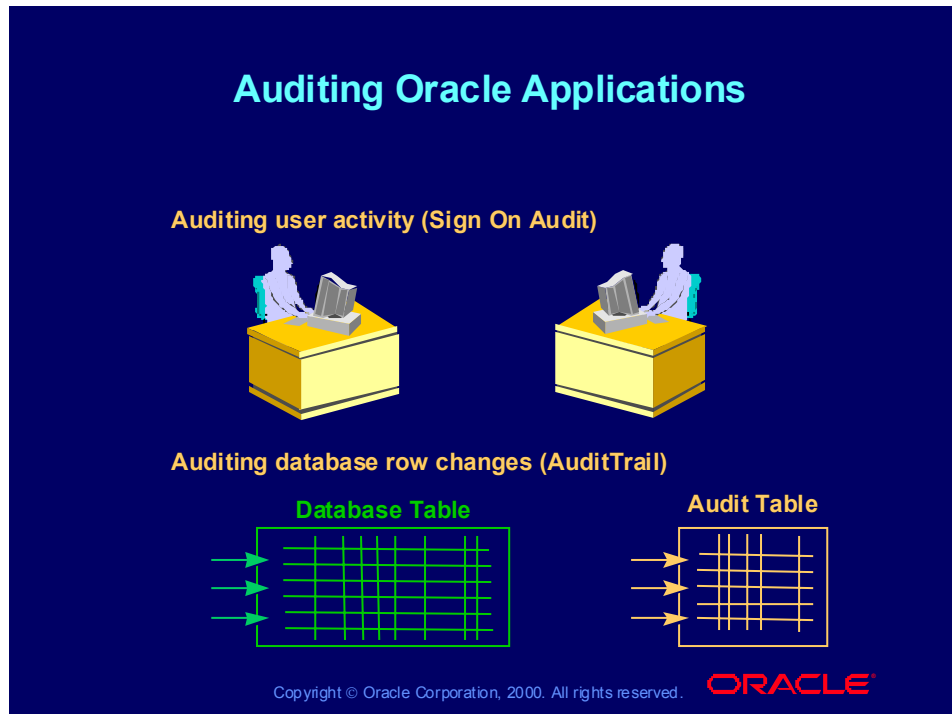 Auditing Oracle Applications
Auditing user activity (Sign On Audit)
Auditing database row changes (AuditTrail)
Database Table
Audit Table
Copyright © Oracle Corporation, 2000. All rights reserved.
ORACLE®